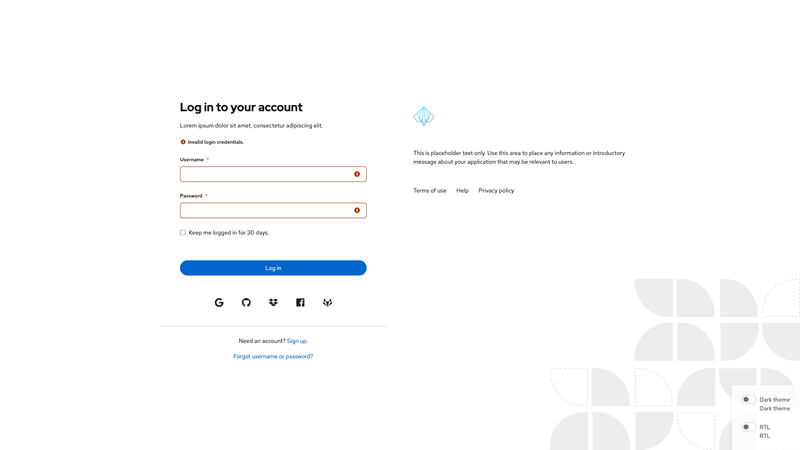 Log in to your account
Lorem ipsum dolor sit amet, consectetur adipiscing elit.
Invalid login credentials.
Username *
Password *
Keep me logged in for 30 days.
Log in
Need an account? Sign up.
Forgot username or password?
This is placeholder text only. Use this area to place any information or introductory
message about your application that may be relevant to users.
Terms of use Help Privacy policy
Dark theme
Dark theme
RTL
RTL